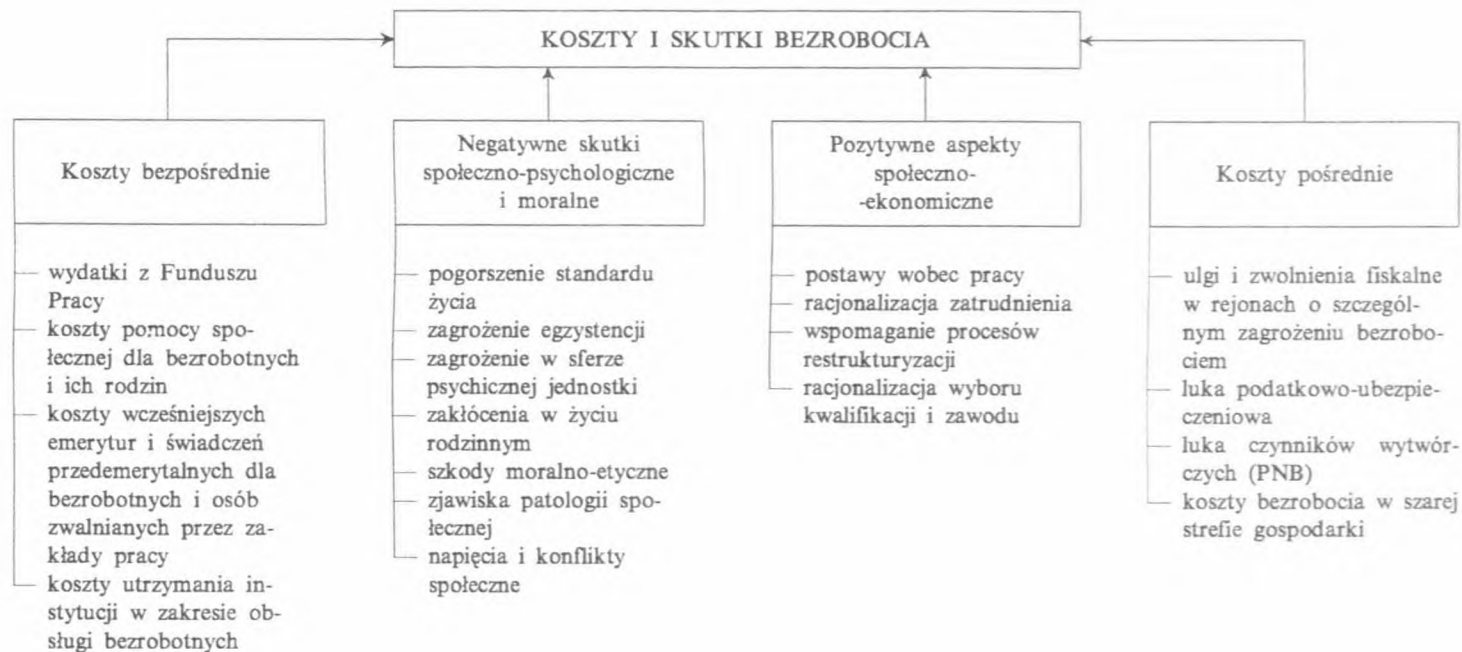 KOSZTY I SKUTKI BEZROBOCIA
Koszty bezpośrednie
wydatki z Funduszu
Pracy
koszty pomocy spo-
łecznej dla bezrobotnych
i ich rodzin
koszty wcześniejszych
emerytur i świadczeń
przedemerytalnych dla
bezrobotnych i osób
zwalnianych przez za-
kłady pracy
koszty utrzymania in-
stytucji w zakresie ob-
sługi bezrobotnych
Negatywne skutki
społeczno-psychologiczne
i moralne
pogorszenie standardu
życia
zagrożenie egzystencji
zagrożenie w sferze
psychicznej jednostki
zakłócenia w życiu
rodzinnym
szkody moralno-etyczne
zjawiska patologii spo-
łecznej
napięcia i konflikty
społeczne
Pozytywne aspekty
społeczno-
-ekonomiczne
postawy wobec pracy
racjonalizacja zatrudnienia
wspomaganie procesów
restrukturyzacji
racjonalizacja wyboru
kwalifikacji i zawodu
Koszty pośrednie
ulgi i zwolnienia fiskalne
w rejonach o szczegól-
nym zagrożeniu bezrobo-
ciem
luka podatkowo-ubezpie-
czeniowa
luka czynników wytwór-
czych (PNB)
koszty bezrobocia w szarej
strefie gospodarki